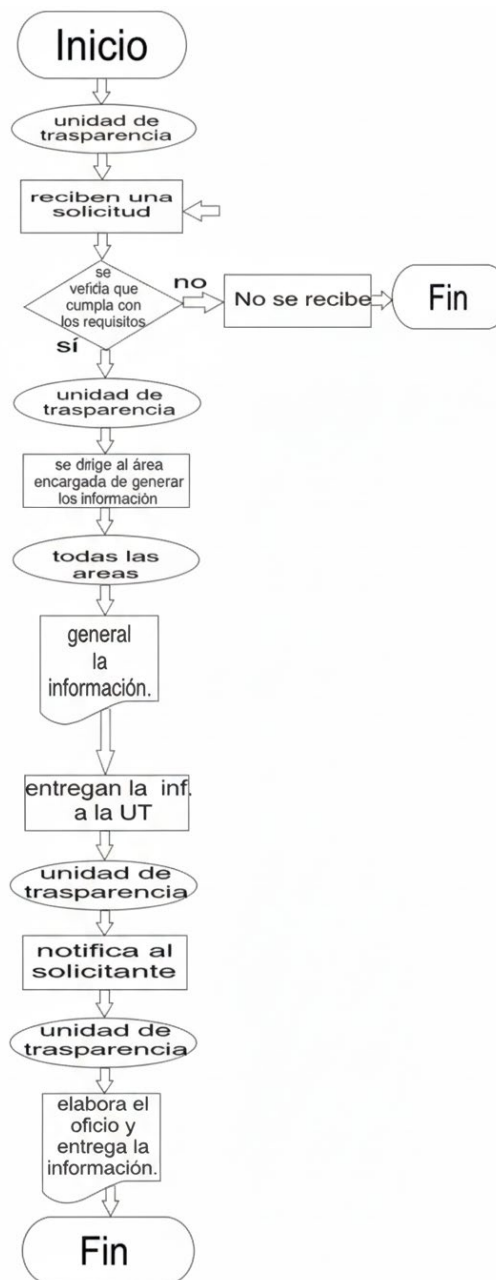 Inicio
unidad de
trasparencia
reciben una
solicitud
se
vefida que
cumpla con
los requisitos
no
No se recibe
Fin
sí
unidad de
trasparencia
se dirige al área
encargada de generar
los información
todas las
areas
general
la
información.
entregan la inf.
a la UT
unidad de
trasparencia
notifica al
solicitante
unidad de
trasparencia
elabora el
oficio y
entrega la
información.
Fin